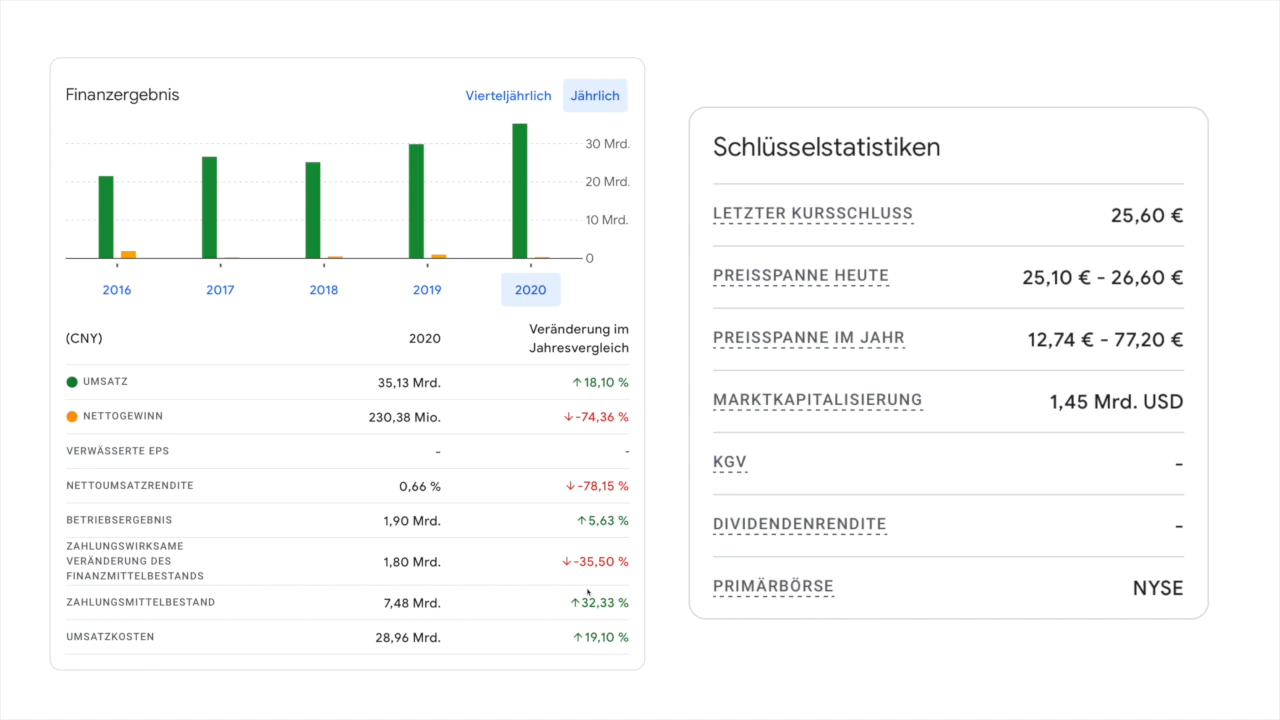 Finanzergebnis
Vierteljährlich
Jährlich
30 Mrd.
20 Mrd.
10 Mrd.
0
2016
2017
2018
2019
2020
(CNY)
2020
Veränderung im
Jahresvergleich
UMSATZ
35,13 Mrd.
↑18,10 %
NETTOGEWINN
230,38 Mio.
↓-74,36 %
VERWÄSSERTE EPS
-
-
NETTOUMSATZRENDITE
0,66 %
↓-78,15 %
BETRIEBSERGEBNIS
1,90 Mrd.
↑5,63 %
ZAHLUNGSWIRKSAME
VERÄNDERUNG DES
FINANZMITTELBESTANDS
1,80 Mrd.
↓-35,50 %
ZAHLUNGSMITTELBESTAND
7,48 Mrd.
↑32,33 %
UMSATZKOSTEN
28,96 Mrd.
↑19,10 %
Schlüsselstatistiken
LETZTER KURSSCHLUSS
25,60 €
PREISSPANNE HEUTE
25,10 € - 26,60 €
PREISSPANNE IM JAHR
12,74 € - 77,20 €
MARKTKAPITALISIERUNG
1,45 Mrd. USD
KGV
-
DIVIDENDENRENDITE
-
PRIMÄRBÖRSE
NYSE